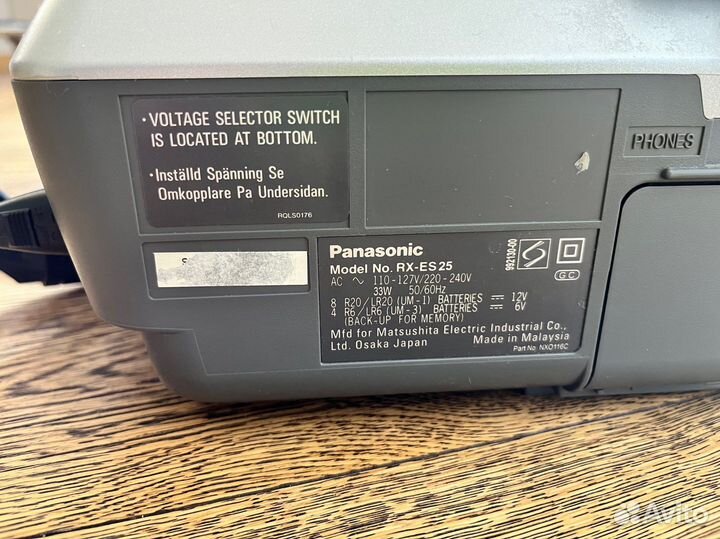 • VOLTAGE SELECTOR SWITCH
IS LOCATED AT BOTTOM.
• Inställd Spänning Se
Omkopplare Pa Undersidan.
RQLS0176
PHONES
Panasonic
Model No. RX-ES25
AC ∼ 110-127V/220-240V
33W 50/60Hz
8 R20/LR20 (UM-1) BATTERIES = 12V
4 R6/LR6 (UM-3) BATTERIES = 6V
(BACK-UP FOR MEMORY)
Mfd for Matsushita Electric Industrial Co.,
Ltd. Osaka Japan Made in Malaysia
Part No. NXQ116C
992130-00
S
GC
Avito